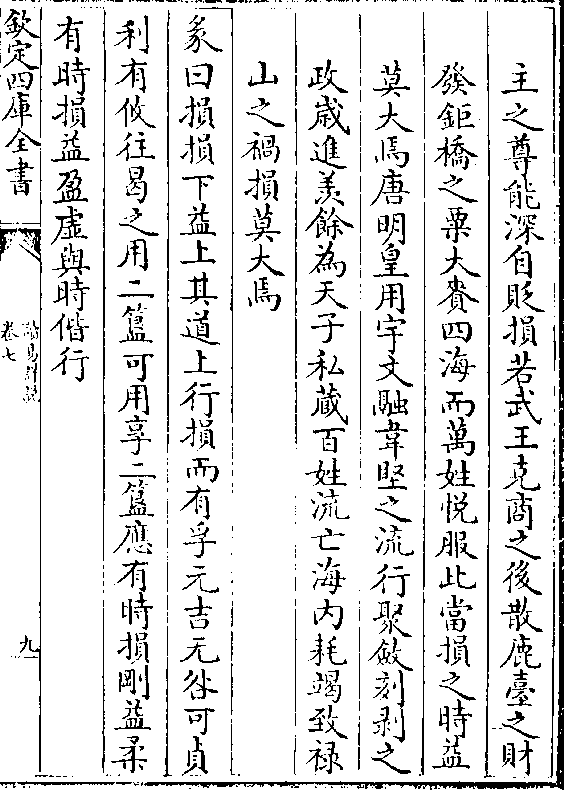 主之尊能深自貶損若武王克商之後散鹿臺之財
發鉅橋之粟大賚四海而萬姓悅服此當損之時益
莫大焉唐明皇用宇文融韋堅之流行聚斂刻剥之
政歳進羨餘為天子私藏百姓流亡海内耗竭致禄
山之禍損莫大焉
彖曰損損下益上其道上行損而有孚元吉无咎可貞
利有攸往曷之用二簋可用享二簋應有時損剛益柔
有時損益盈虛與時偕行
欽定四庫全書
讀易詳説
卷七
九